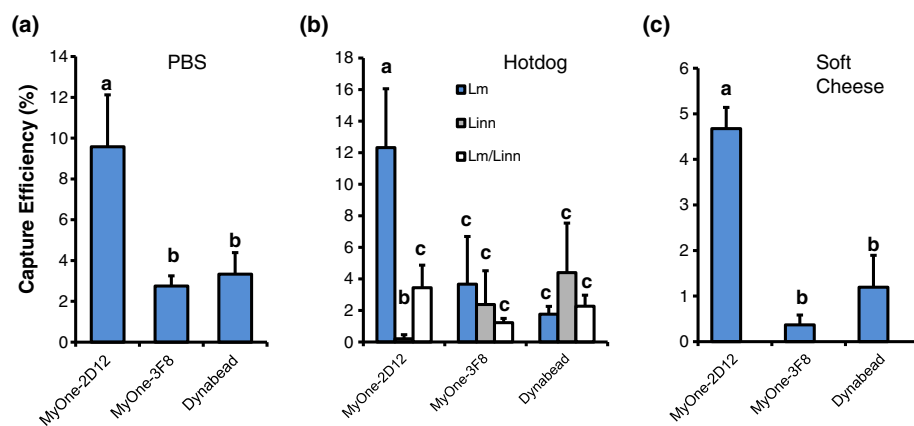 (a)
PBS
Capture Efficiency (%)
14
12
10
8
6
4
2
0
a
b
b
MyOne-2D12
MyOne-3F8
Dynabead
(b)
Hotdog
18
16
14
12
10
8
6
4
2
0
Lm
Linn
Lm/Linn
a
b
c
c
c
c
c
c
c
MyOne-2D12
MyOne-3F8
Dynabead
(c)
Soft
Cheese
6
5
4
3
2
1
0
a
b
b
MyOne-2D12
MyOne-3F8
Dynabead